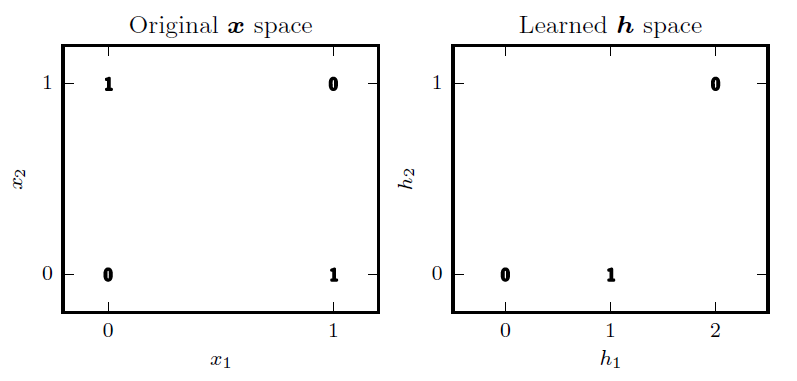 Original x space
1
1 0
x₂
0
0 1
0 1
x₁
Learned h space
1
0
h₂
0
0 1
0 1 2
h₁